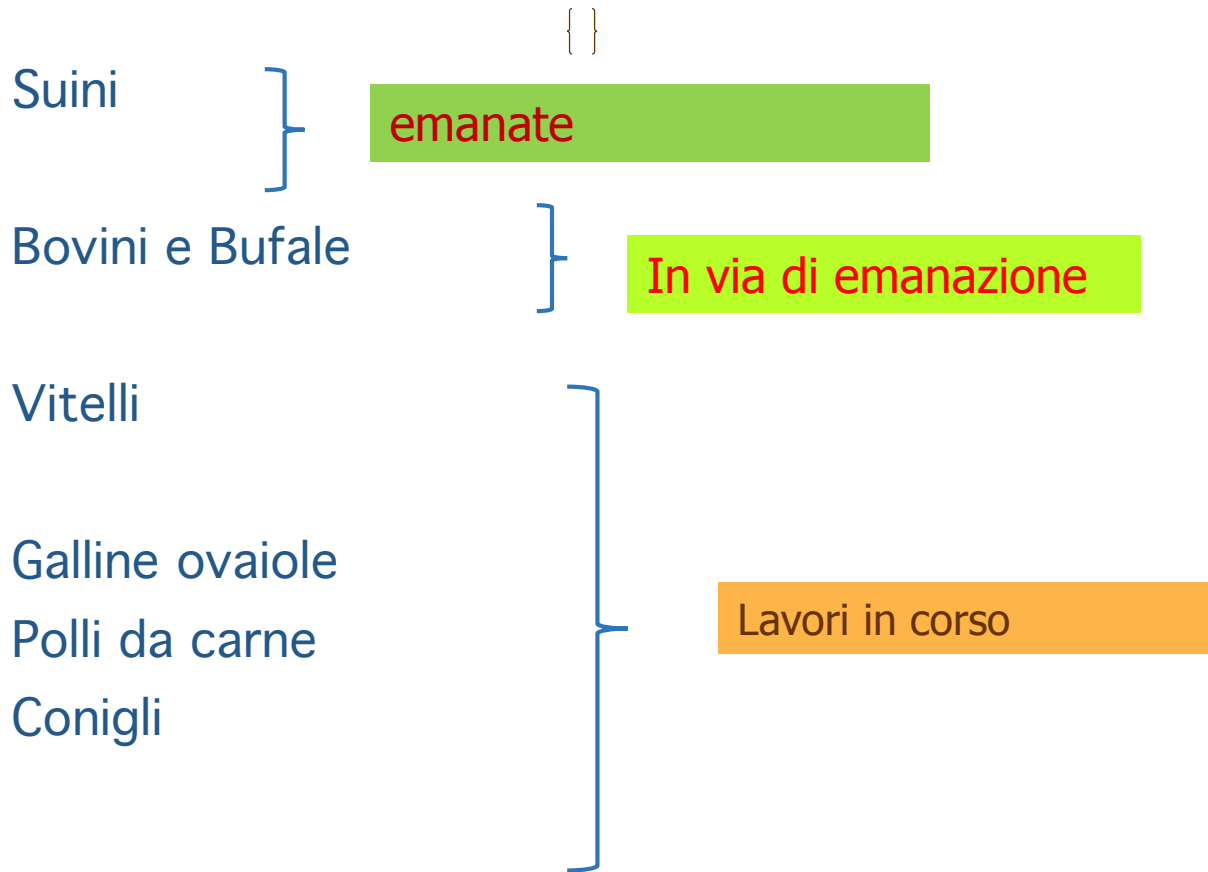 { }
Suini
emanate
Bovini e Bufale
In via di emanazione
Vitelli
Galline ovaiole
Polli da carne
Lavori in corso
Conigli